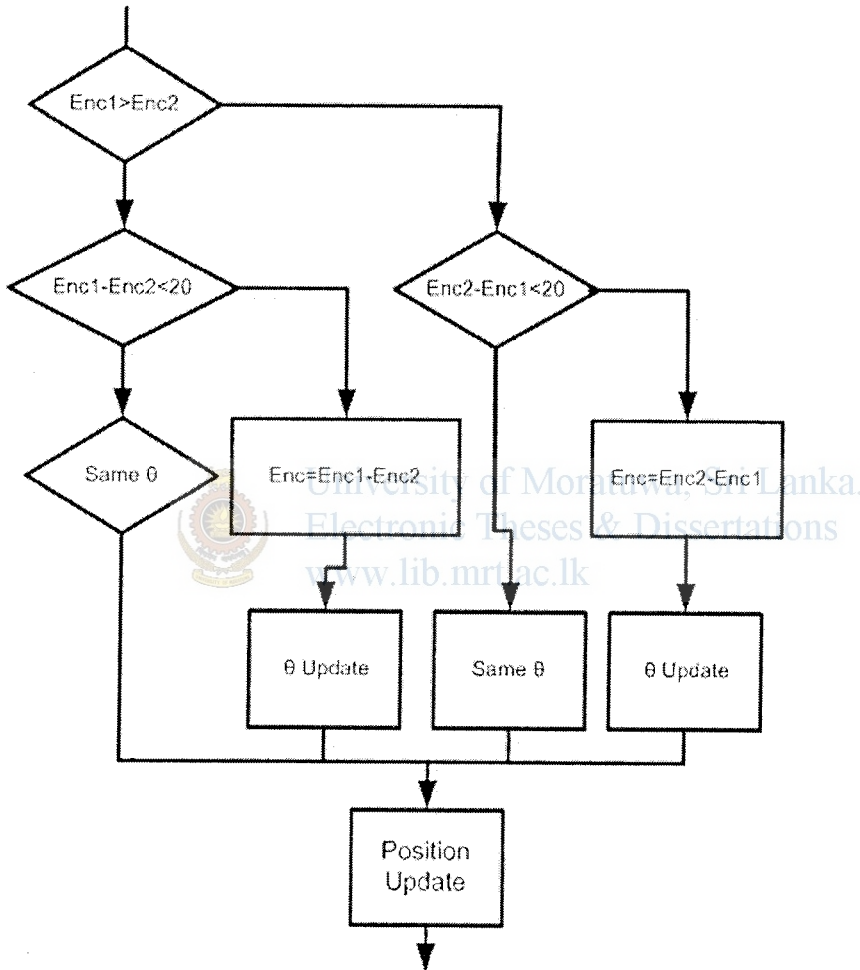 Enc1>Enc2
Enc1-Enc2<20
Enc2-Enc1<20
Same θ
Enc=Enc1-Enc2
Enc=Enc2-Enc1
University of Moratuwa, Sri Lanka.
Electronic Theses & Dissertations
www.lib.mrt.ac.lk
θ Update
Same θ
θ Update
Position
Update